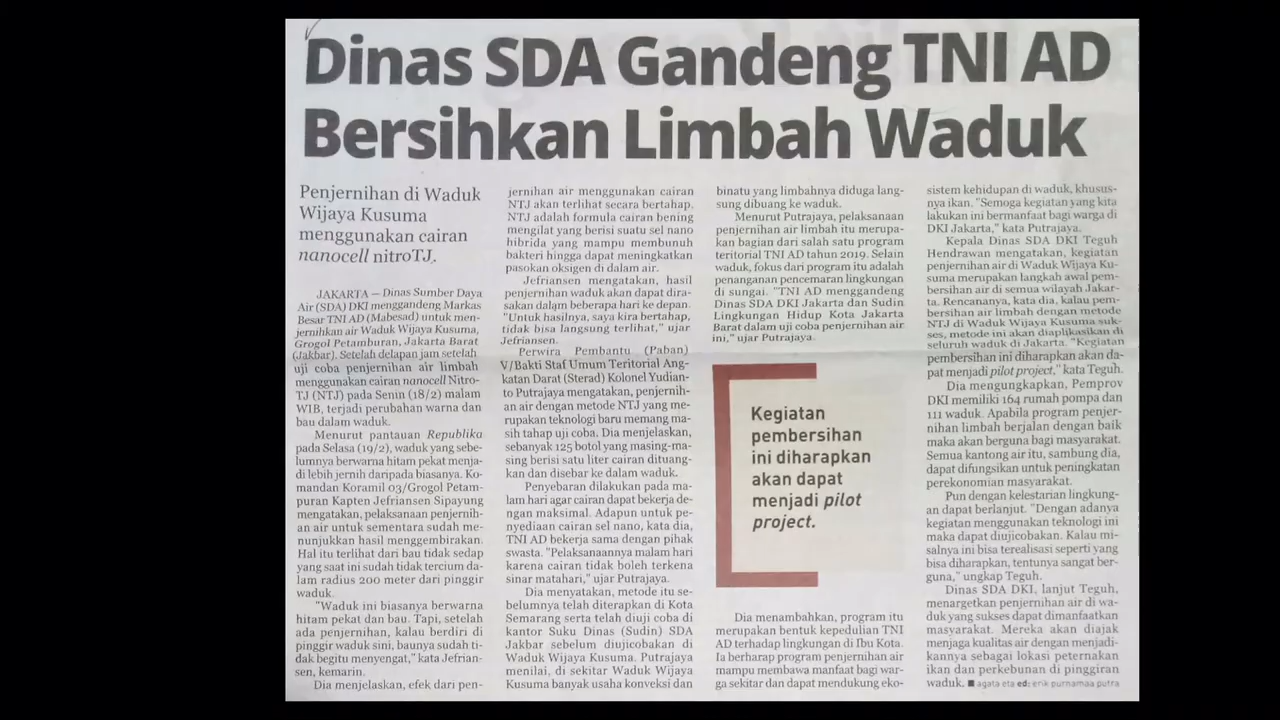 Dinas SDA Gandeng TNI AD
Bersihkan Limbah Waduk
Penjernihan di Waduk
Wijaya Kusuma
menggunakan cairan
nanocell nitroTJ.
JAKARTA — Dinas Sumber Daya
Air (SDA) DKI menggandeng Markas
Besar TNI AD (Mabesad) untuk men-
jernihkan air Waduk Wijaya Kusuma,
Grogol Petamburan, Jakarta Barat
(Jakbar). Setelah delapan jam setelah
uji coba penjernihan air limbah
menggunakan cairan nanocell Nitro-
TJ (NTJ) pada Senin (18/2) malam
WIB, terjadi perubahan warna dan
bau dalam waduk.
Menurut pantauan Republika
pada Selasa (19/2), waduk yang sebe-
lumnya berwarna hitam pekat menja-
di lebih jernih daripada biasanya. Ko-
mandan Koramil 03/Grogol Petam-
puran Kapten Jefriansen Sipayung
mengatakan, pelaksanaan penjernih-
an air untuk sementara sudah me-
nunjukkan hasil menggembirakan.
Hal itu terlihat dari bau tidak sedap
yang saat ini sudah tidak tercium da-
lam radius 200 meter dari pinggir
waduk.
"Waduk ini biasanya berwarna
hitam pekat dan bau. Tapi, setelah
ada penjernihan, kalau berdiri di
pinggir waduk sini, baunya sudah ti-
dak begitu menyengat," kata Jefrian-
sen, kemarin.
Dia menjelaskan, efek dari pen-
jernihan air menggunakan cairan
NTJ akan terlihat secara bertahap.
NTJ adalah formula cairan bening
mengilat yang berisi suatu sel nano
hibrida yang mampu membunuh
bakteri hingga dapat meningkatkan
pasokan oksigen di dalam air.
Jefriansen mengatakan, hasil
penjernihan waduk akan dapat dira-
sakan dalam beberapa hari ke depan.
"Untuk hasilnya, saya kira bertahap,
tidak bisa langsung terlihat," ujar
Jefriansen.
Perwira Pembantu (Paban)
V/Bakti Staf Umum Teritorial Ang-
katan Darat (Sterad) Kolonel Yudian-
to Putrajaya mengatakan, penjernih-
an air dengan metode NTJ yang me-
rupakan teknologi baru memang ma-
sih tahap uji coba. Dia menjelaskan,
sebanyak 125 botol yang masing-ma-
sing berisi satu liter cairan dituang-
kan dan disebar ke dalam waduk.
Penyebaran dilakukan pada ma-
lam hari agar cairan dapat bekerja de-
ngan maksimal. Adapun untuk pe-
nyediaan cairan sel nano, kata dia,
TNI AD bekerja sama dengan pihak
swasta. "Pelaksanaannya malam hari
karena cairan tidak boleh terkena
sinar matahari," ujar Putrajaya.
Dia menyatakan, metode itu se-
belumnya telah diterapkan di Kota
Semarang serta telah diuji coba di
kantor Suku Dinas (Sudin) SDA
Jakbar sebelum diujicobakan di
Waduk Wijaya Kusuma. Putrajaya
menilai, di sekitar Waduk Wijaya
Kusuma banyak usaha konveksi dan
binatu yang limbahnya diduga lang-
sung dibuang ke waduk.
Menurut Putrajaya, pelaksanaan
penjernihan air limbah itu merupa-
kan bagian dari salah satu program
teritorial TNI AD tahun 2019. Selain
waduk, fokus dari program itu adalah
penanganan pencemaran lingkungan
di sungai. "TNI AD menggandeng
Dinas SDA DKI Jakarta dan Sudin
Lingkungan Hidup Kota Jakarta
Barat dalam uji coba penjernihan air
ini," ujar Putrajaya.
Kegiatan
pembersihan
ini diharapkan
akan dapat
menjadi pilot
project.
Dia menambahkan, program itu
merupakan bentuk kepedulian TNI
AD terhadap lingkungan di Ibu Kota.
Ia berharap program penjernihan air
mampu membawa manfaat bagi war-
ga sekitar dan dapat mendukung eko-
sistem kehidupan di waduk, khusus-
nya ikan. "Semoga kegiatan yang kita
lakukan ini bermanfaat bagi warga di
DKI Jakarta," kata Putrajaya.
Kepala Dinas SDA DKI Teguh
Hendrawan mengatakan, kegiatan
penjernihan air di Waduk Wijaya Ku-
suma merupakan langkah awal pem-
bersihan air di semua wilayah Jakar-
ta. Rencananya, kata dia, kalau pem-
bersihan air limbah dengan metode
NTJ di Waduk Wijaya Kusuma suk-
ses, metode ini akan diaplikasikan di
seluruh waduk di Jakarta. "Kegiatan
pembersihan ini diharapkan akan da-
pat menjadi pilot project," kata Teguh.
Dia mengungkapkan, Pemprov
DKI memiliki 164 rumah pompa dan
111 waduk. Apabila program penjer-
nihan limbah berjalan dengan baik
maka akan berguna bagi masyarakat.
Semua kantong air itu, sambung dia,
dapat difungsikan untuk peningkatan
perekonomian masyarakat.
Pun dengan kelestarian lingkung-
an dapat berlanjut. "Dengan adanya
kegiatan menggunakan teknologi ini
maka dapat diujicobakan. Kalau mi-
salnya ini bisa terealisasi seperti yang
bisa diharapkan, tentunya sangat ber-
guna," ungkap Teguh.
Dinas SDA DKI, lanjut Teguh,
menargetkan penjernihan air di wa-
duk yang sukses dapat dimanfaatkan
masyarakat. Mereka akan diajak
menjaga kualitas air dengan menjadi-
kannya sebagai lokasi peternakan
ikan dan perkebunan di pinggiran
waduk. ■ agata eta ed: erik purnamaa putra